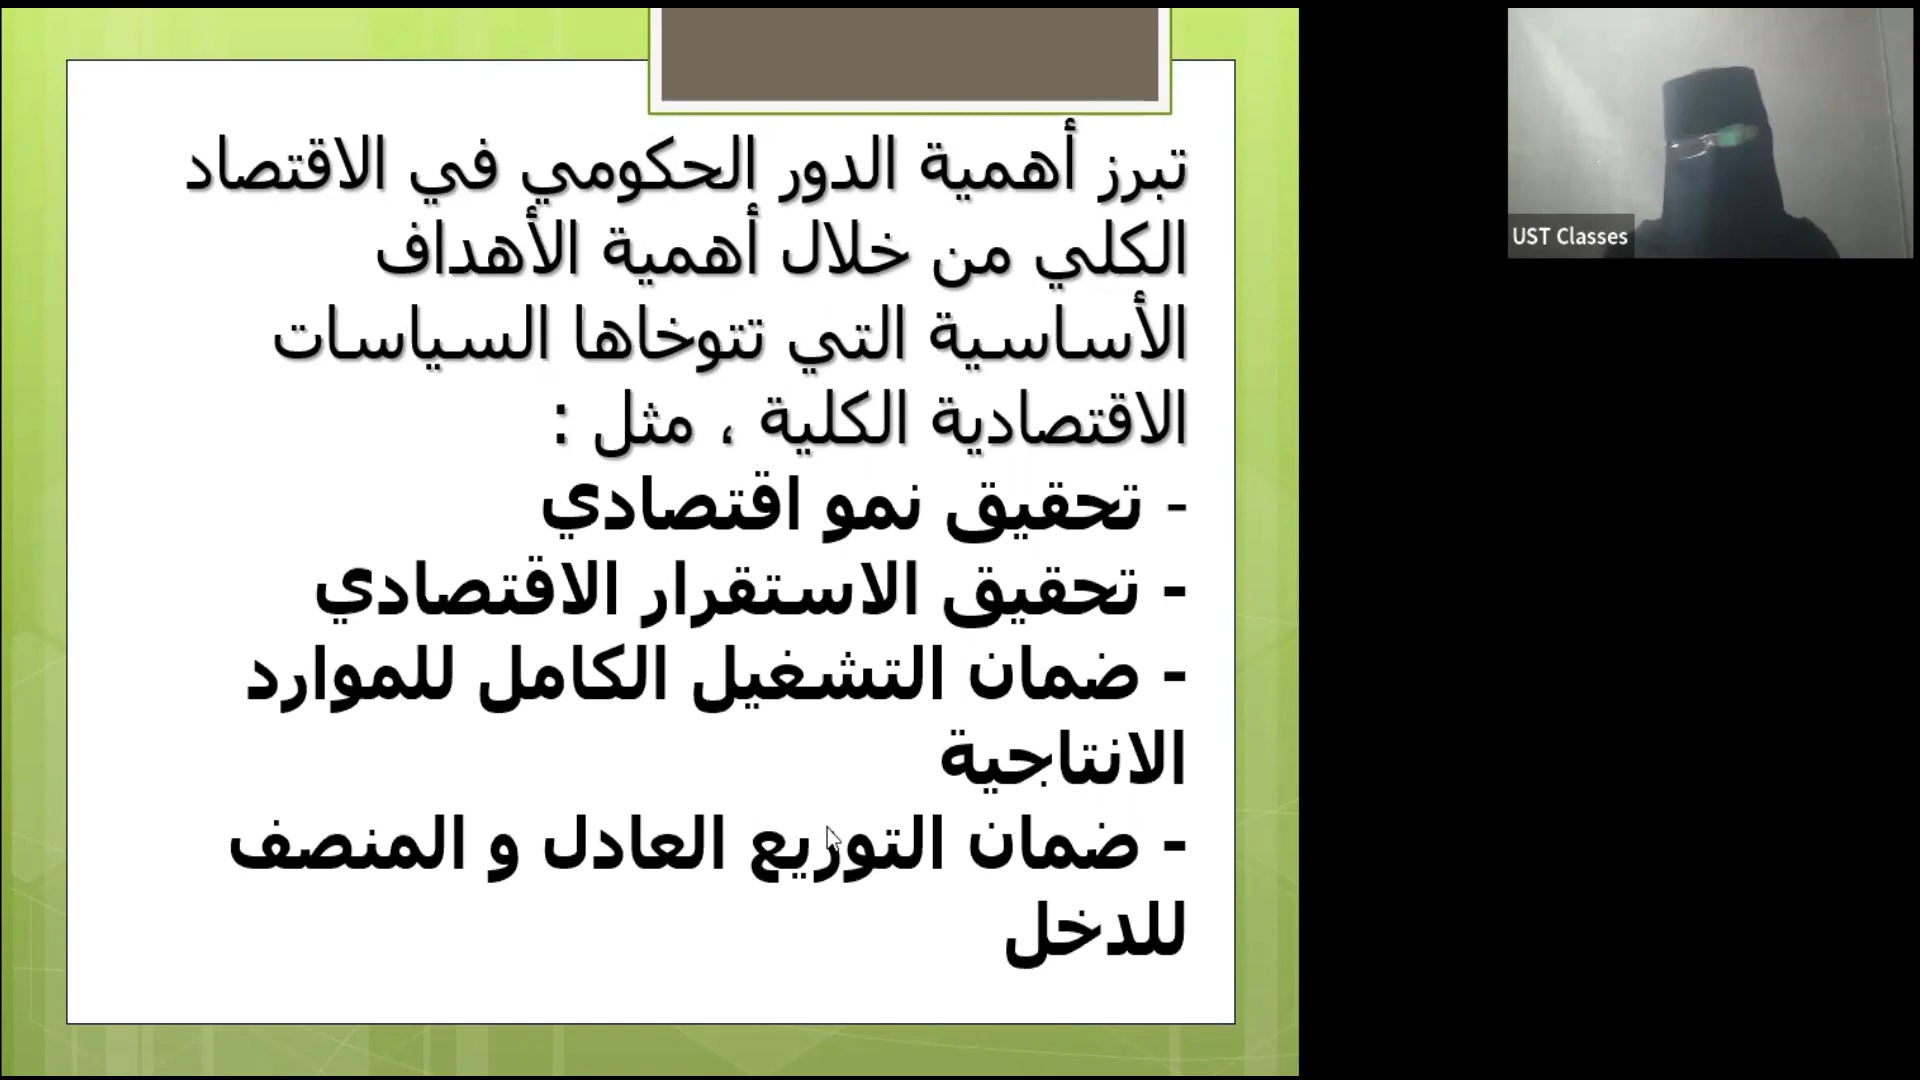 تبرز أهمية الدور الحكومي في الاقتصاد
الكلي من خلال أهمية الأهداف
الأساسية التي تتوخاها السياسات
الاقتصادية الكلية ، مثل :
- تحقيق نمو اقتصادي
- تحقيق الاستقرار الاقتصادي
- ضمان التشغيل الكامل للموارد
الانتاجية
- ضمان التوزيع العادل و المنصف
للدخل
UST Classes